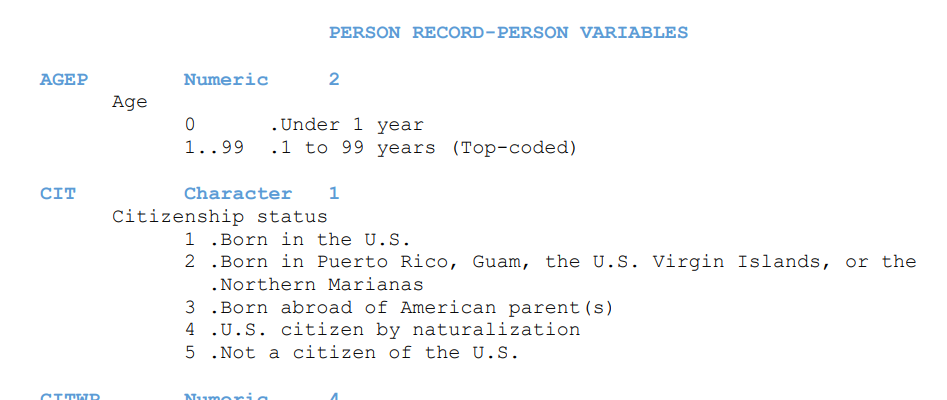 PERSON RECORD-PERSON VARIABLES
AGEP Numeric 2
Age
0 .Under 1 year
1..99 .1 to 99 years (Top-coded)
CIT Character 1
Citizenship status
1 .Born in the U.S.
2 .Born in Puerto Rico, Guam, the U.S. Virgin Islands, or the
.Northern Marianas
3 .Born abroad of American parent(s)
4 .U.S. citizen by naturalization
5 .Not a citizen of the U.S.
CITWP Numeric 4